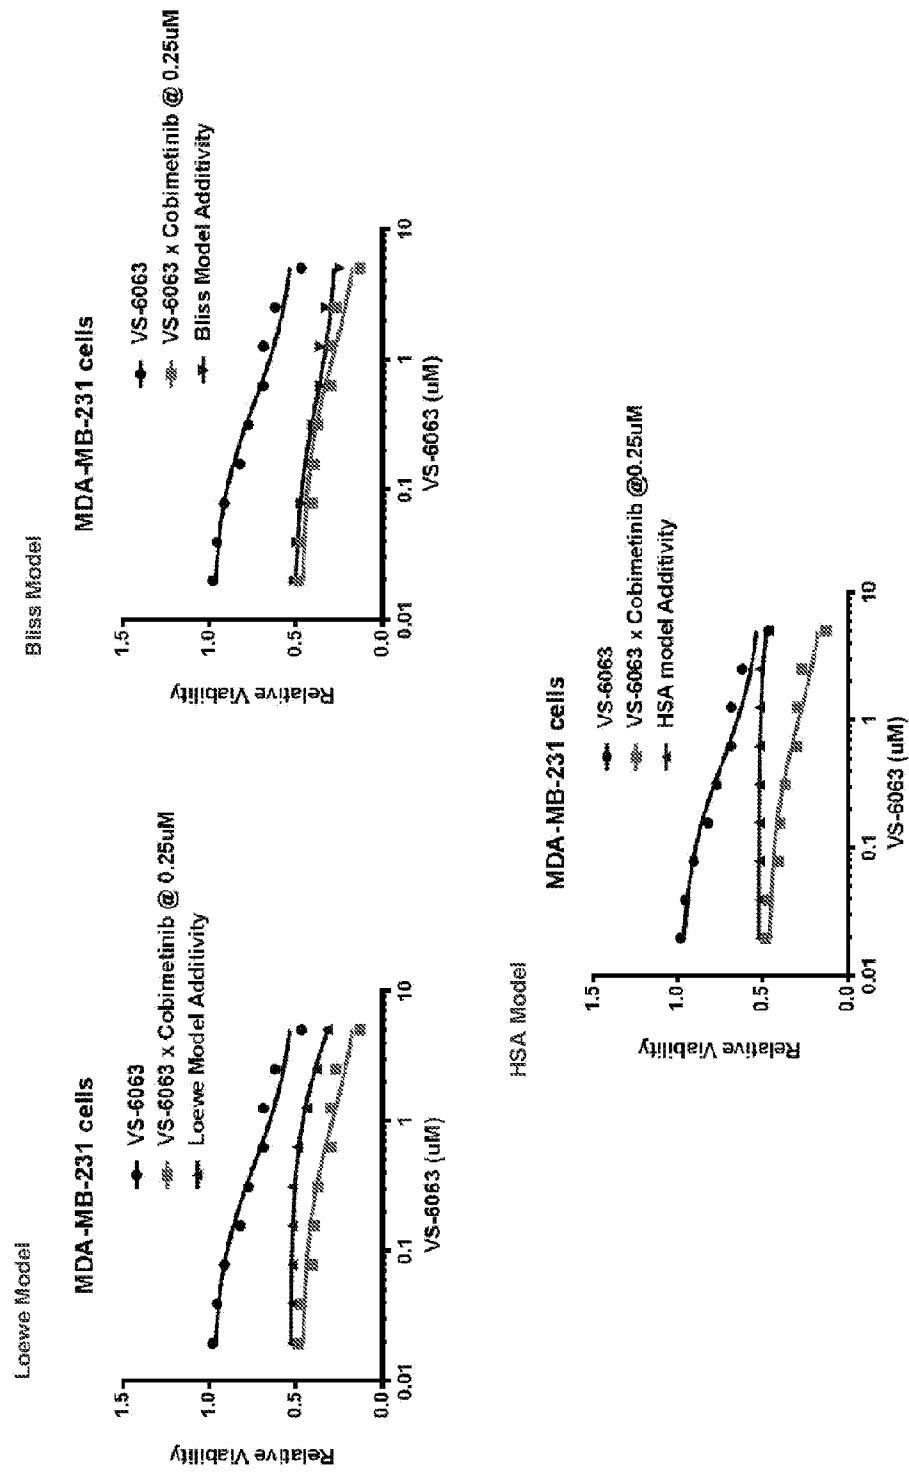 Loewe Model
MDA-MB-231 cells
VS-6063
VS-6063 x Cobimetinib @ 0.25uM
Loewe Model Additivity
Relative Viability
1.5
1.0
0.5
0.0
0.01
0.1
1
10
VS-6063 (uM)
Bliss Model
MDA-MB-231 cells
VS-6063
VS-6063 x Cobimetinib @ 0.25uM
Bliss Model Additivity
Relative Viability
1.5
1.0
0.5
0.0
0.01
0.1
1
10
VS-6063 (uM)
HSA Model
MDA-MB-231 cells
VS-6063
VS-6063 x Cobimetinib @0.25uM
HSA model Additivity
Relative Viability
1.5
1.0
0.5
0.0
0.01
0.1
1
10
VS-6063 (uM)